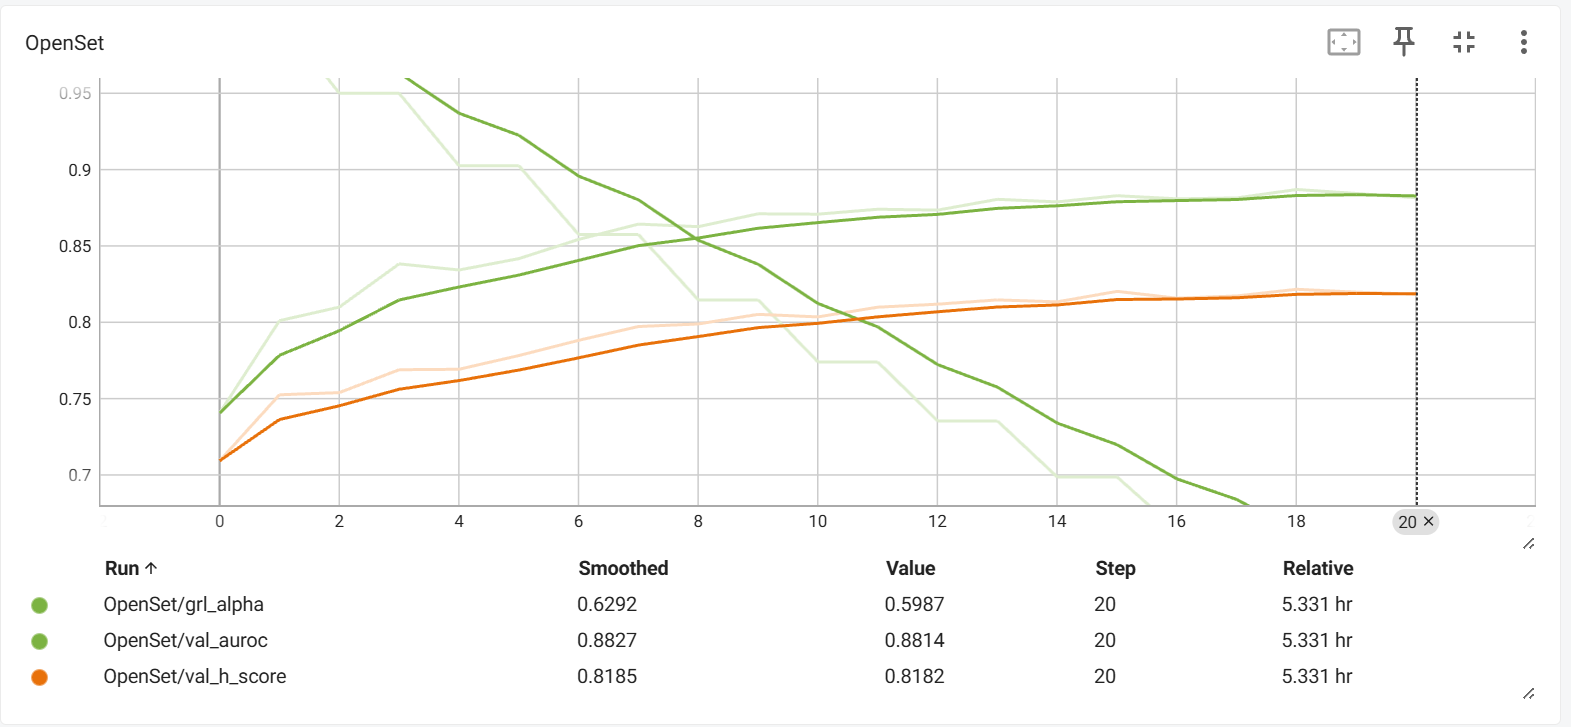 OpenSet
0.95
0.9
0.85
0.8
0.75
0.7
0 2 4 6 8 10 12 14 16 18 20 ×
Run ↑ Smoothed Value Step Relative
OpenSet/grl_alpha 0.6292 0.5987 20 5.331 hr
OpenSet/val_auroc 0.8827 0.8814 20 5.331 hr
OpenSet/val_h_score 0.8185 0.8182 20 5.331 hr